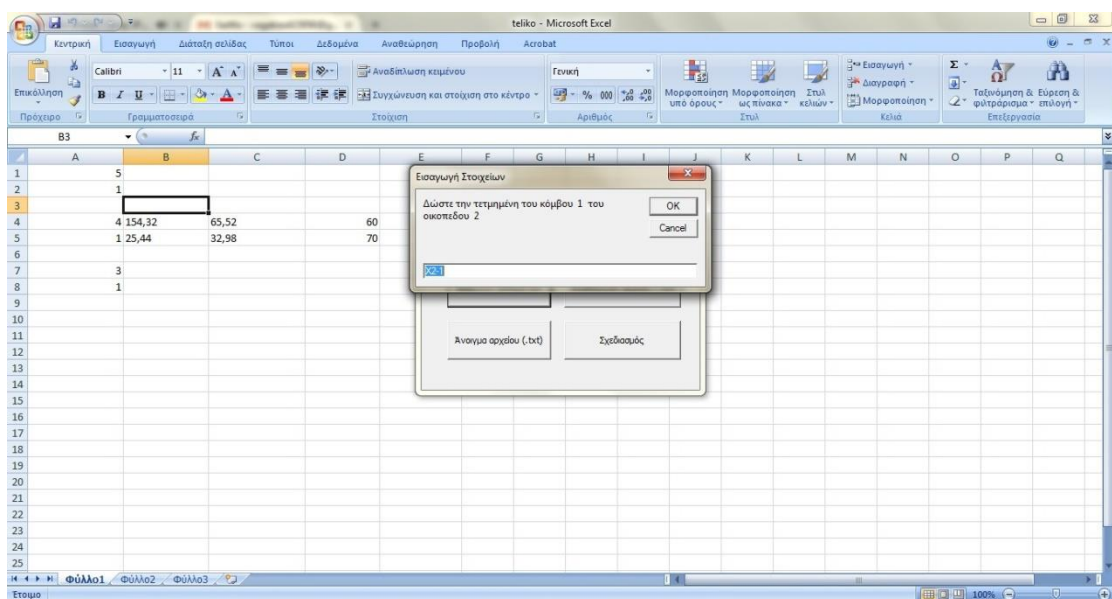 teliko - Microsoft Excel
Κεντρική Εισαγωγή Διάταξη σελίδας Τύποι Δεδομένα Αναθεώρηση Προβολή Acrobat
Επικόλληση
Calibri 11
Αναδίπλωση κειμένου
Γενική
Συγχώνευση και στοίχιση στο κέντρο
% 000
Μορφοποίηση υπό όρους
Μορφοποίηση ως πίνακα
Στυλ κελιών
Εισαγωγή
Διαγραφή
Μορφοποίηση
Ταξινόμηση & φιλτράρισμα
Εύρεση & επιλογή
Πρόχειρο Γραμματοσειρά Στοίχιση Αριθμός Στυλ Κελιά Επεξεργασία
B3 fx
A B C D E F G H I J K L M N O P Q
1 5
2 1
3
4 4 154,32 65,52 60
5 1 25,44 32,98 70
6
7 3
8 1
9
10
11
12
13
14
15
16
17
18
19
20
21
22
23
24
25
Εισαγωγή Στοιχείων
Δώστε την τετμημένη του κόμβου 1 του
οικοπεδου 2
OK
Cancel
X2-1
Άνοιγμα αρχείου (.txt) Σχεδιασμός
Φύλλο1 Φύλλο2 Φύλλο3
Έτοιμο 100%